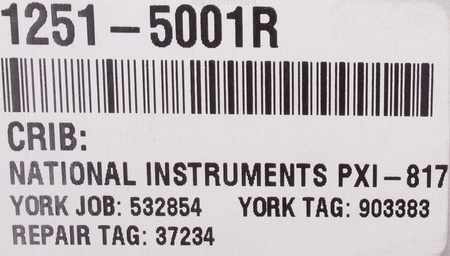 1251-5001R
CRIB:
NATIONAL INSTRUMENTS PXI-817
YORK JOB: 532854 YORK TAG: 903383
REPAIR TAG: 37234